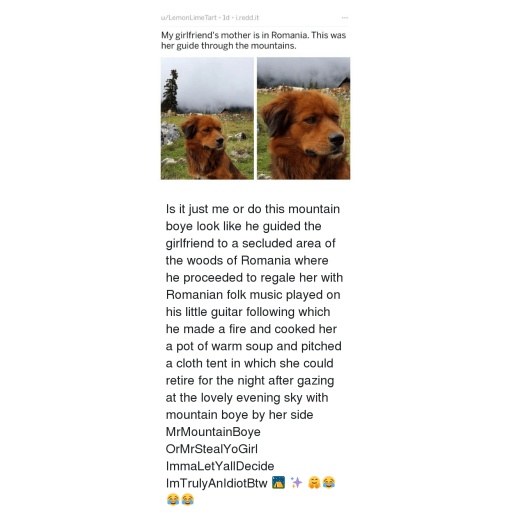 u/LemonLimeTart • 1d • i.redd.it
My girlfriend's mother is in Romania. This was
her guide through the mountains.
Is it just me or do this mountain
boye look like he guided the
girlfriend to a secluded area of
the woods of Romania where
he proceeded to regale her with
Romanian folk music played on
his little guitar following which
he made a fire and cooked her
a pot of warm soup and pitched
a cloth tent in which she could
retire for the night after gazing
at the lovely evening sky with
mountain boye by her side
MrMountainBoye
OrMrStealYoGirl
ImmaLetYallDecide
ImTrulyAnIdiotBtw 🏕️ ✨ 🤗😂
😂😂